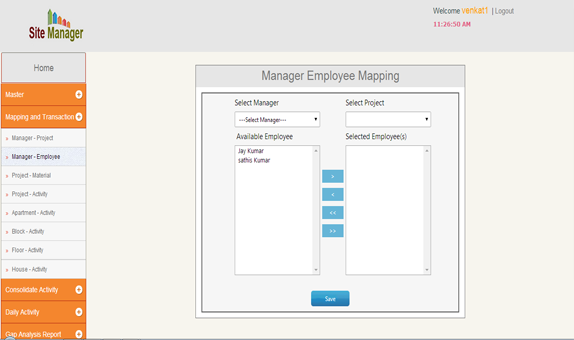 Welcome venkat1 | Logout
11:26:50 AM
Site Manager
Home
Master
Mapping and Transaction
» Manager - Project
» Manager - Employee
» Project - Material
» Project - Activity
» Apartment - Activity
» Block - Activity
» Floor - Activity
» House - Activity
Consolidate Activity
Daily Activity
Gap Analysis Report
Manager Employee Mapping
Select Manager
Select Project
---Select Manager---
Available Employee
Selected Employee(s)
Jay Kumar
sathis Kumar
>
<
<<
>>
Save